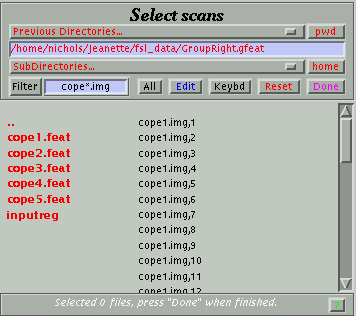 Select scans
Previous Directories... pwd
/home/nichols/jeanette/fsl_data/GroupRight.gfeat
SubDirectories... home
Filter cope*.img All Edit Keybd Reset Done
.. cope1.img,1
cope1.feat cope1.img,2
cope2.feat cope1.img,3
cope3.feat cope1.img,4
cope4.feat cope1.img,5
cope5.feat cope1.img,6
inputreg cope1.img,7
cope1.img,8
cope1.img,9
cope1.img,10
cope1.img,11
cope1.img,12
Selected 0 files, press "Done" when finished. ?